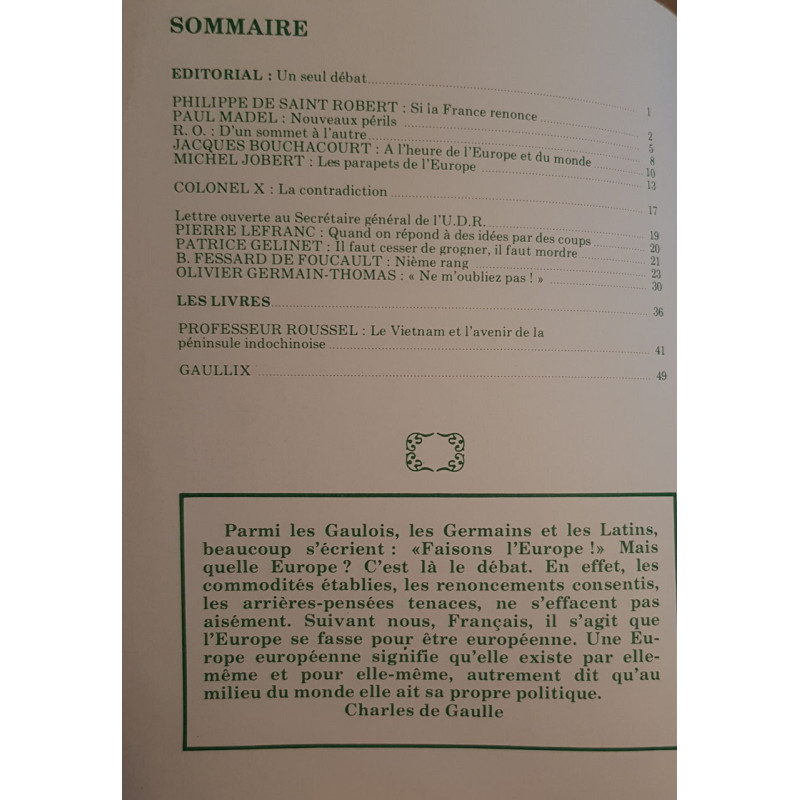 SOMMAIRE
EDITORIAL : Un seul débat 1
PHILIPPE DE SAINT ROBERT : Si la France renonce 2
PAUL MADEL : Nouveaux périls 5
R. O. : D'un sommet à l'autre 8
JACQUES BOUCHACOURT : A l'heure de l'Europe et du monde 10
MICHEL JOBERT : Les parapets de l'Europe 13
COLONEL X : La contradiction 17
Lettre ouverte au Secrétaire général de l'U.D.R. 19
PIERRE LEFRANC : Quand on répond à des idées par des coups 20
PATRICE GELINET : Il faut cesser de grogner, il faut mordre 21
B. FESSARD DE FOUCAULT : Nième rang 23
OLIVIER GERMAIN-THOMAS : « Ne m'oubliez pas ! » 30
LES LIVRES 36
PROFESSEUR ROUSSEL : Le Vietnam et l'avenir de la
péninsule indochinoise 41
GAULLIX 49
Parmi les Gaulois, les Germains et les Latins,
beaucoup s'écrient : «Faisons l'Europe !» Mais
quelle Europe ? C'est là le débat. En effet, les
commodités établies, les renoncements consentis,
les arrières-pensées tenaces, ne s'effacent pas
aisément. Suivant nous, Français, il s'agit que
l'Europe se fasse pour être européenne. Une Eu-
rope européenne signifie qu'elle existe par elle-
même et pour elle-même, autrement dit qu'au
milieu du monde elle ait sa propre politique.
Charles de Gaulle